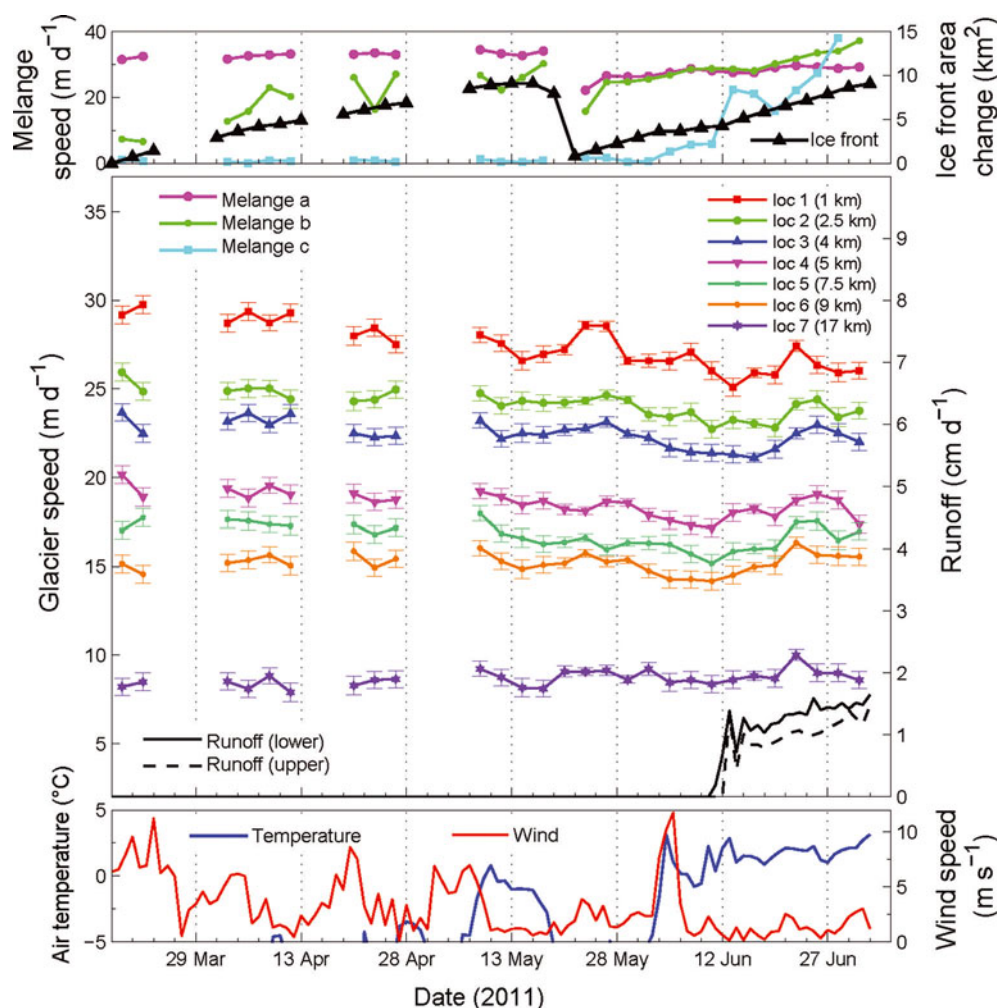 Melange
speed (m d⁻¹)
40
30
20
10
0
15
10
5
0
Ice front area
change (km²)
Ice front
Melange a
Melange b
Melange c
loc 1 (1 km)
loc 2 (2.5 km)
loc 3 (4 km)
loc 4 (5 km)
loc 5 (7.5 km)
loc 6 (9 km)
loc 7 (17 km)
Glacier speed (m d⁻¹)
35
30
25
20
15
10
5
9
8
7
6
5
4
3
2
1
0
Runoff (cm d⁻¹)
Runoff (lower)
Runoff (upper)
Air temperature (°C)
5
0
-5
Temperature
Wind
10
5
0
Wind speed
(m s⁻¹)
29 Mar 13 Apr 28 Apr 13 May 28 May 12 Jun 27 Jun
Date (2011)